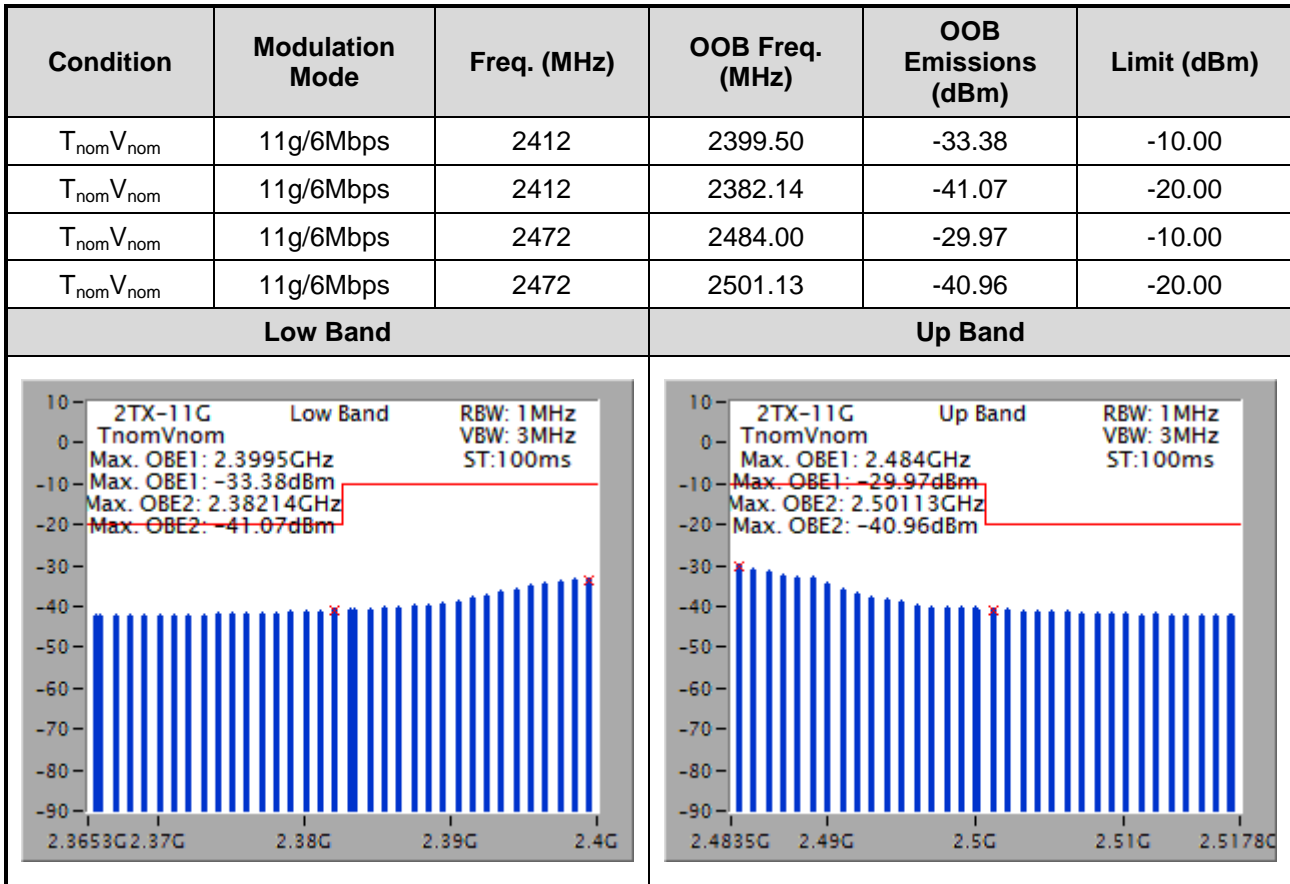 Condition Modulation Mode Freq. (MHz) OOB Freq. (MHz) OOB Emissions (dBm) Limit (dBm)
TnomVnom 11g/6Mbps 2412 2399.50 -33.38 -10.00
TnomVnom 11g/6Mbps 2412 2382.14 -41.07 -20.00
TnomVnom 11g/6Mbps 2472 2484.00 -29.97 -10.00
TnomVnom 11g/6Mbps 2472 2501.13 -40.96 -20.00
Low Band Up Band
2TX-11G Low Band RBW: 1MHz
TnomVnom VBW: 3MHz
Max. OBE1: 2.3995GHz ST:100ms
Max. OBE1: -33.38dBm
Max. OBE2: 2.38214GHz
Max. OBE2: -41.07dBm
10
0
-10
-20
-30
-40
-50
-60
-70
-80
-90
2.3653G 2.37G 2.38G 2.39G 2.4G
2TX-11G Up Band RBW: 1MHz
TnomVnom VBW: 3MHz
Max. OBE1: 2.484GHz ST:100ms
Max. OBE1: -29.97dBm
Max. OBE2: 2.50113GHz
Max. OBE2: -40.96dBm
10
0
-10
-20
-30
-40
-50
-60
-70
-80
-90
2.4835G 2.49G 2.5G 2.51G 2.5178G